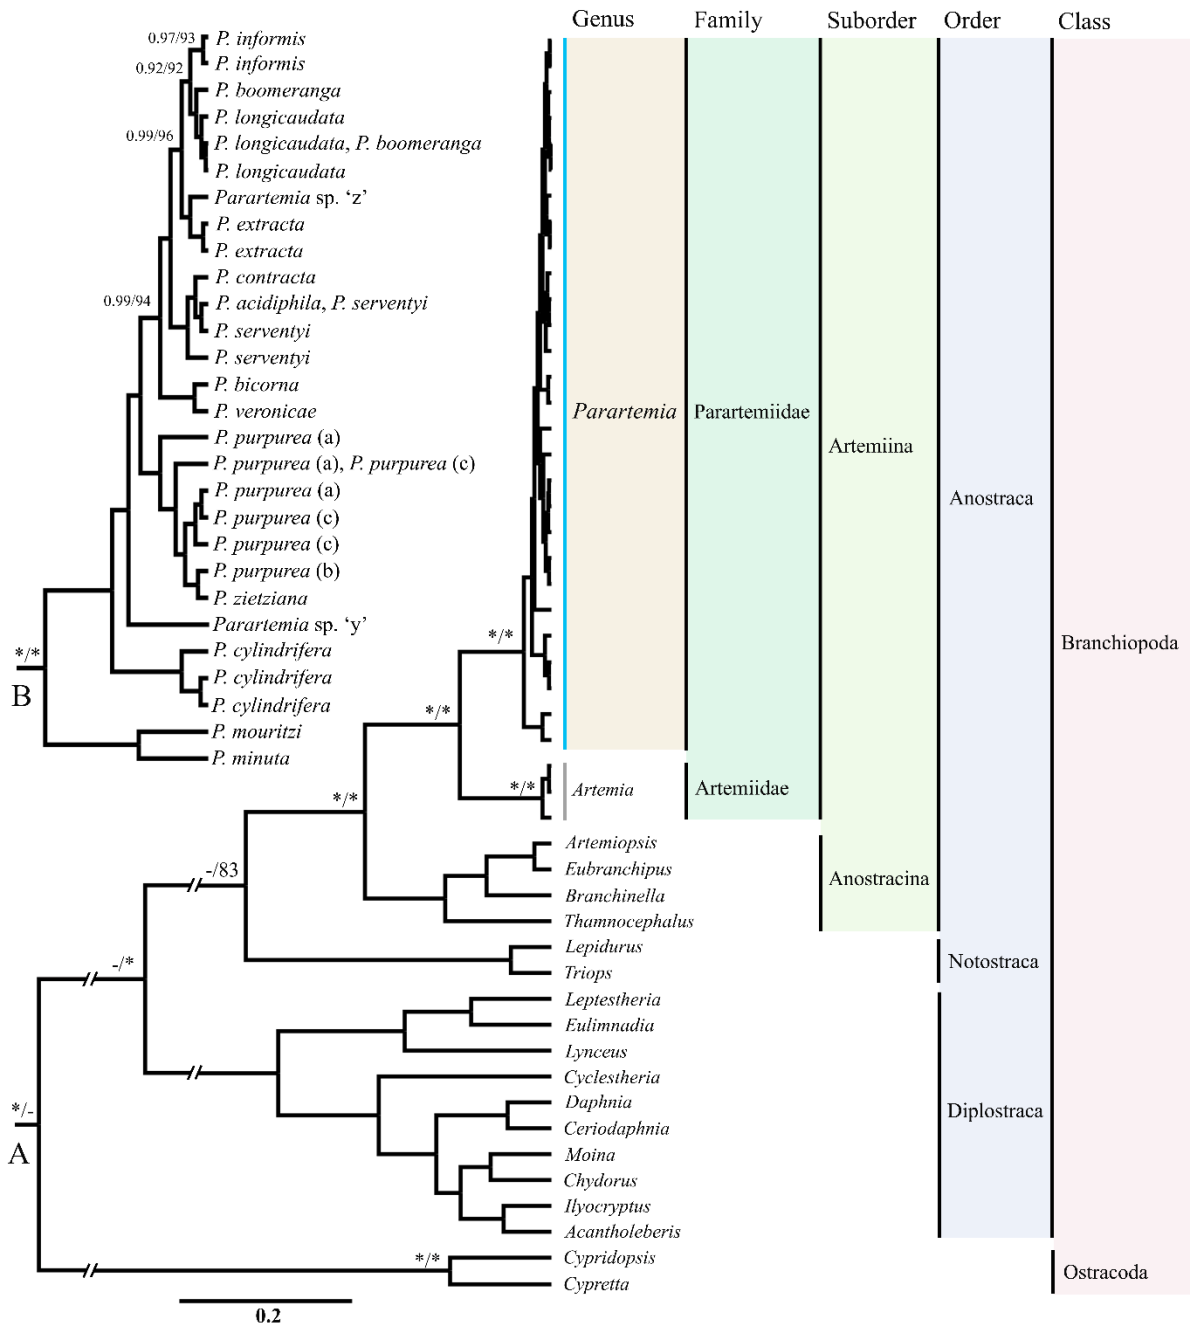 Genus Family Suborder Order Class
0.97/93
P. informis
P. informis
0.92/92
P. boomeranga
P. longicaudata
0.99/96
P. longicaudata, P. boomeranga
P. longicaudata
Parartemia sp. ‘z’
P. extracta
P. extracta
P. contracta
0.99/94
P. acidiphila, P. serventyi
P. serventyi
P. serventyi
P. bicorna
P. veronicae
P. purpurea (a)
P. purpurea (a), P. purpurea (c)
P. purpurea (a)
P. purpurea (c)
P. purpurea (c)
P. purpurea (b)
P. zietziana
Parartemia sp. ‘y’
P. cylindrifera
*/*
B
P. cylindrifera
P. cylindrifera
P. mouritzi
P. minuta
Parartemia
Parartemiidae
Artemiina
Anostraca
Branchiopoda
*/*
*/*
*/*
*/*
Artemia
Artemiidae
Artemiopsis
Eubranchipus
Branchinella
Thamnocephalus
Anostracina
-/83
Lepidurus
Triops
Notostraca
-/*
Leptestheria
Eulimnadia
Lynceus
Cyclestheria
Daphnia
Ceriodaphnia
Moina
Chydorus
Ilyocryptus
Acantholeberis
Diplostraca
*/-
A
*/*
Cypridopsis
Cypretta
Ostracoda
0.2